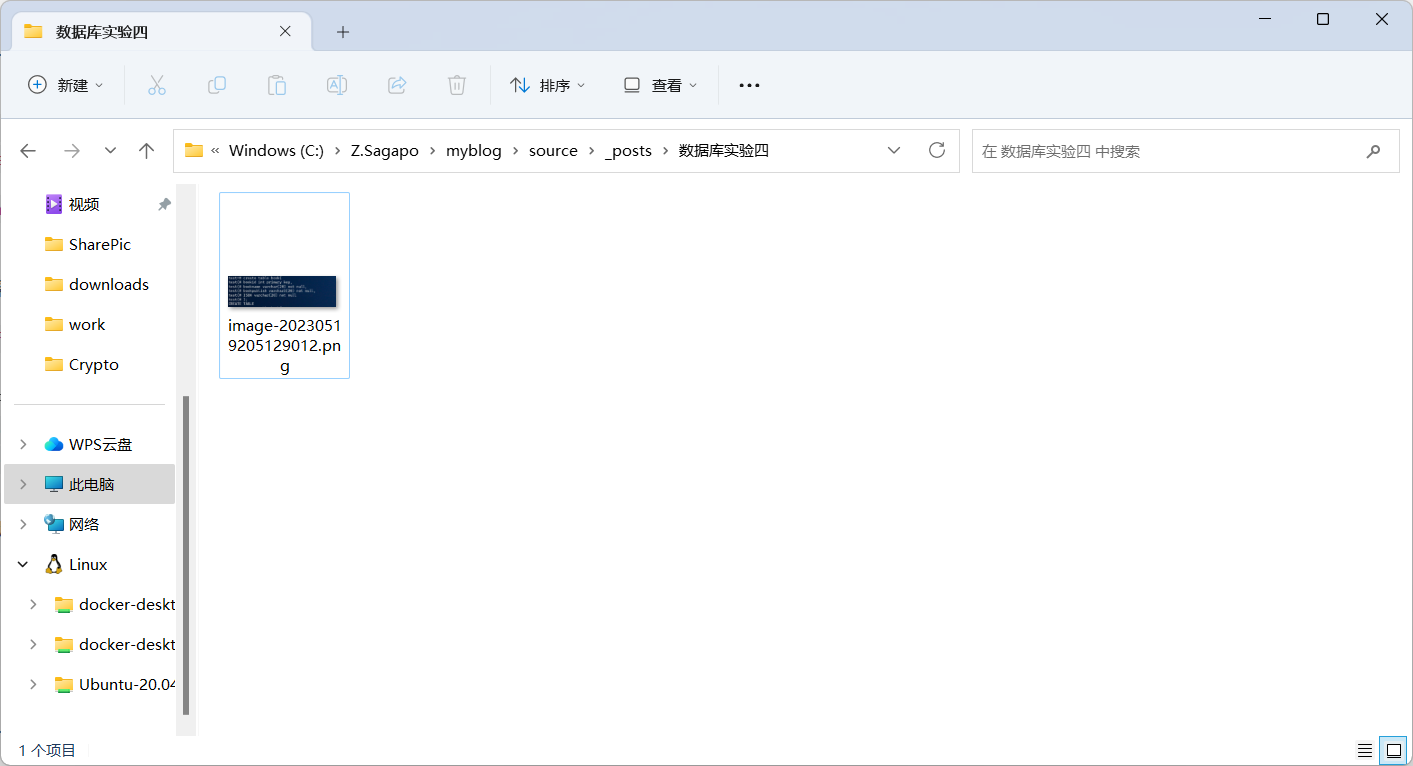 数据库实验四
新建
排序
查看
« Windows (C:) › Z.Sagapo › myblog › source › _posts › 数据库实验四
在 数据库实验四 中搜索
视频
SharePic
downloads
work
Crypto
WPS云盘
此电脑
网络
Linux
docker-deskt
docker-deskt
Ubuntu-20.04
image-2023051
9205129012.pn
g
1 个项目